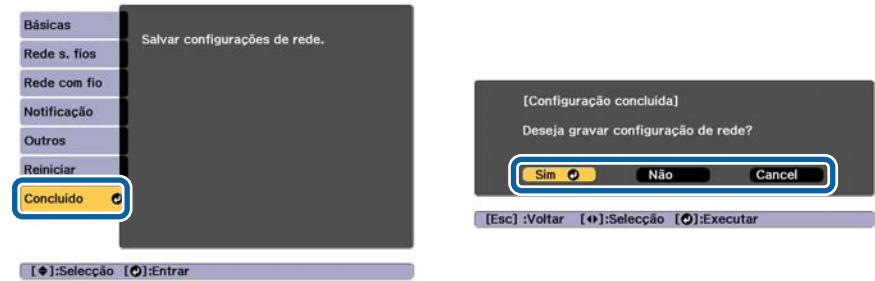 Básicas
Rede s. fios
Rede com fio
Notificação
Outros
Reiniciar
Concluído
Salvar configurações de rede.
[ ]:Selecção [ ]:Entrar
[Configuração concluída]
Deseja gravar configuração de rede?
Sim Não Cancel
[Esc] :Voltar [ ]:Selecção [ ]:Executar